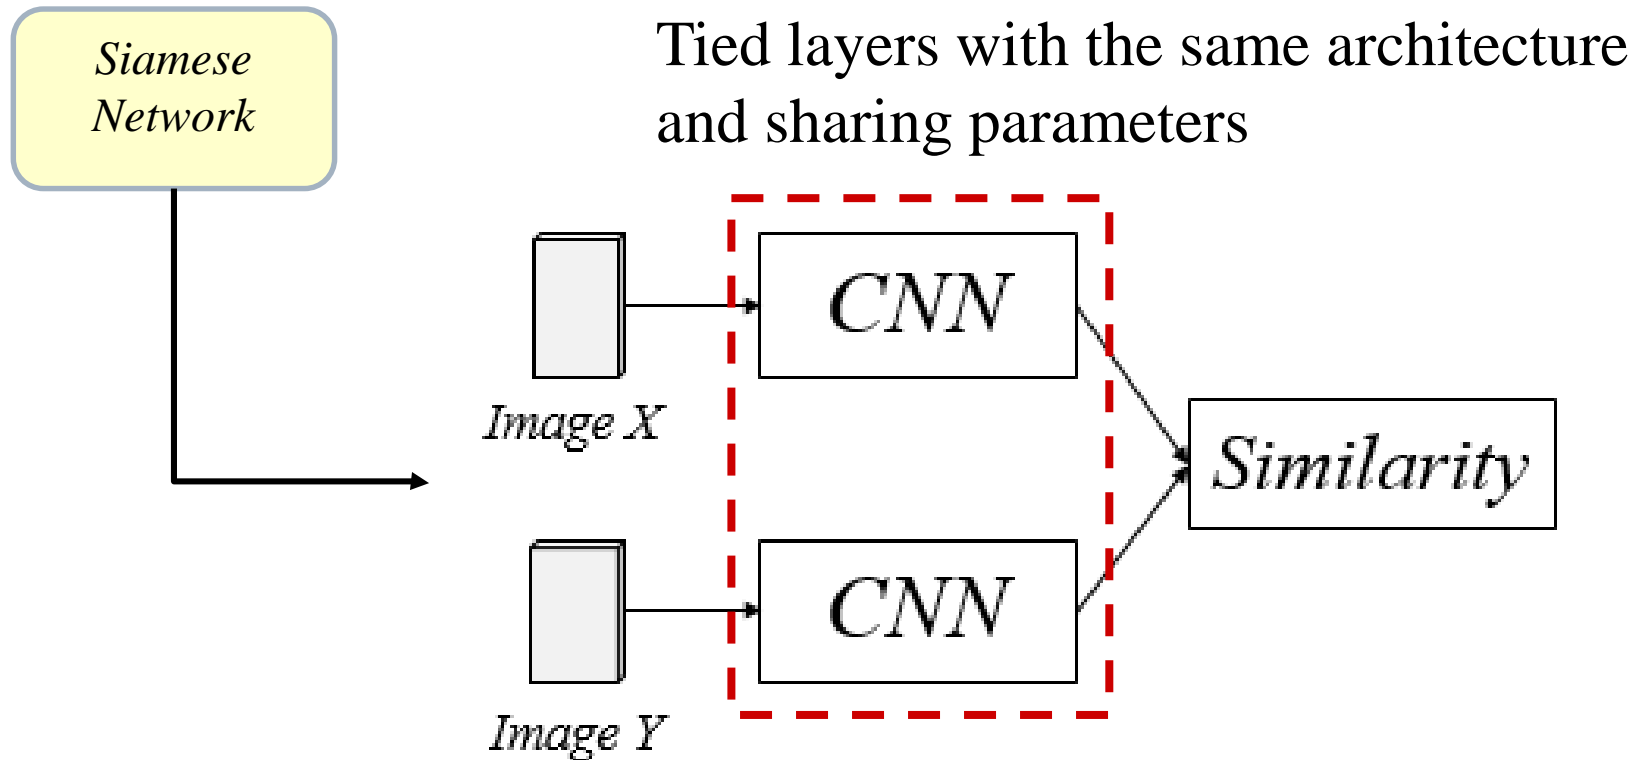 Siamese
Network
Tied layers with the same architecture
and sharing parameters
CNN
Image X
Similarity
CNN
Image Y